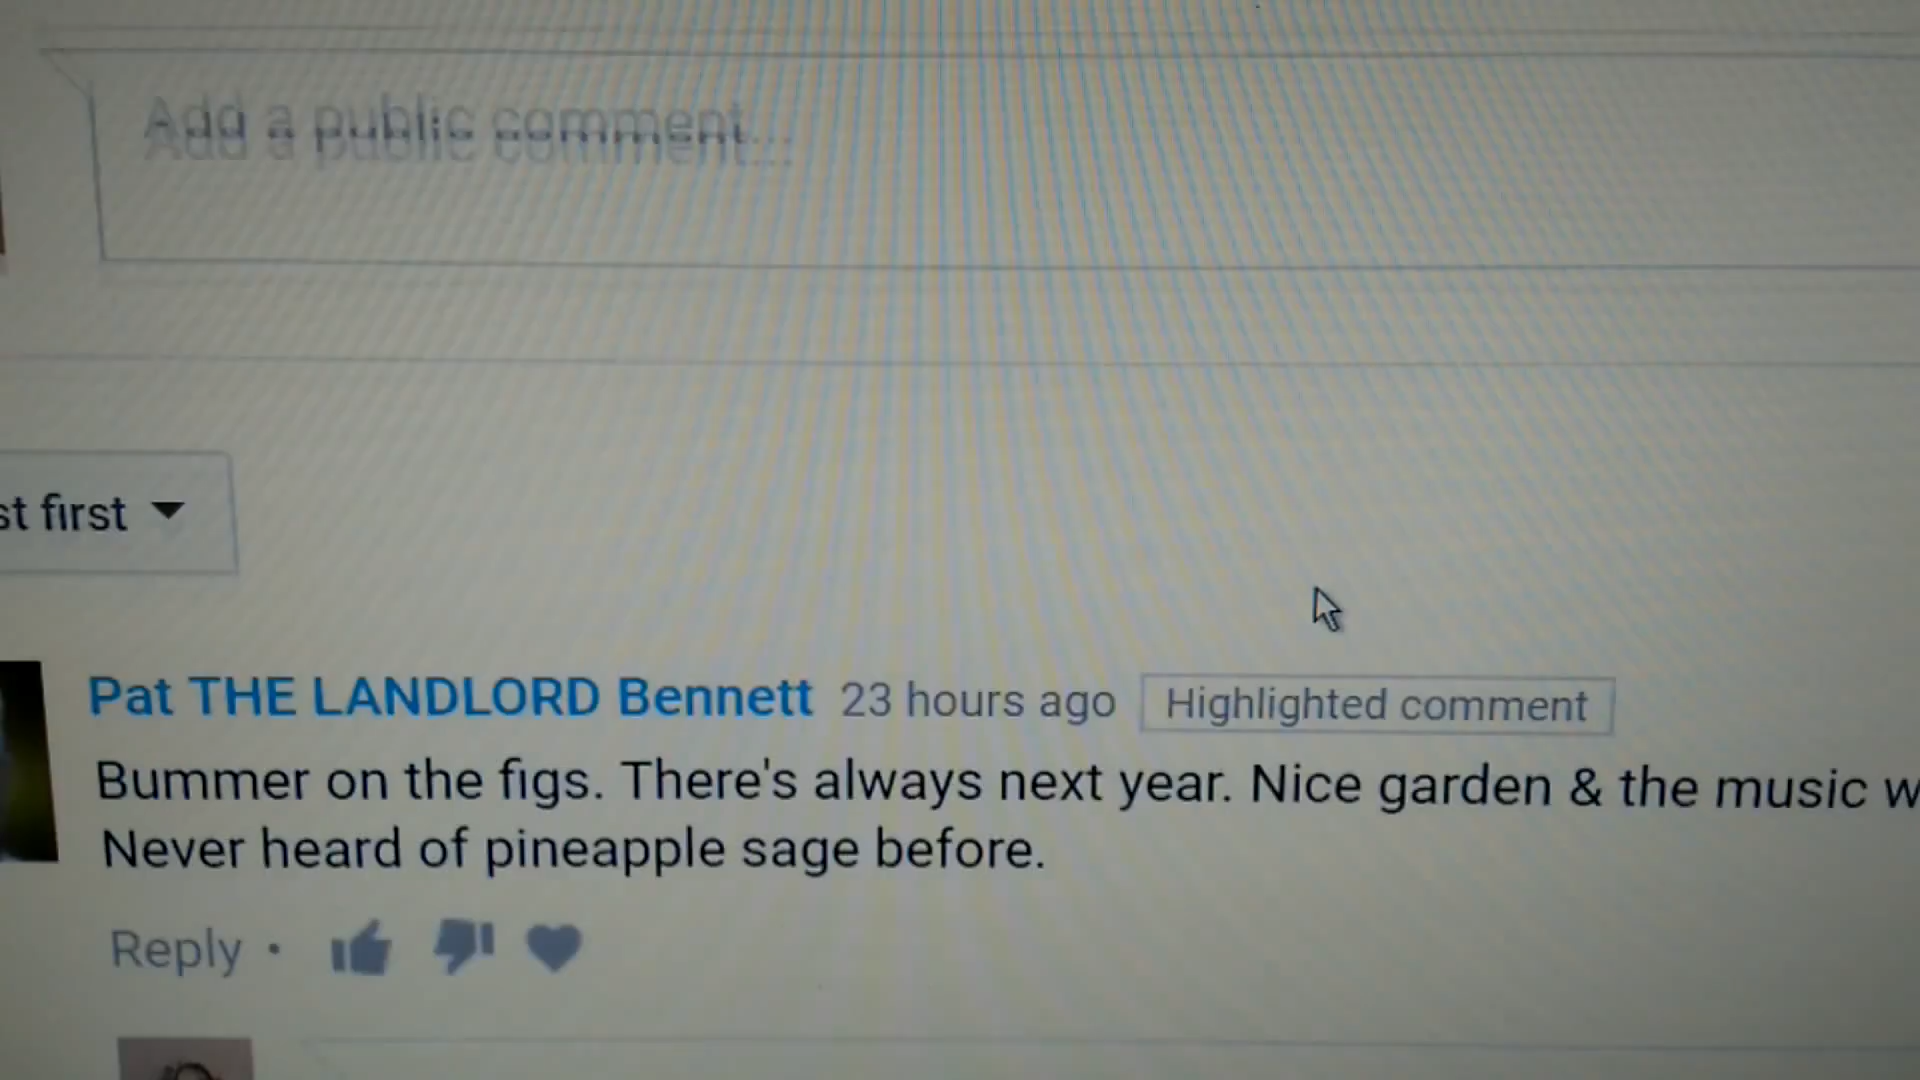 Add a public comment...
st first
Pat THE LANDLORD Bennett 23 hours ago Highlighted comment
Bummer on the figs. There's always next year. Nice garden & the music w
Never heard of pineapple sage before.
Reply •